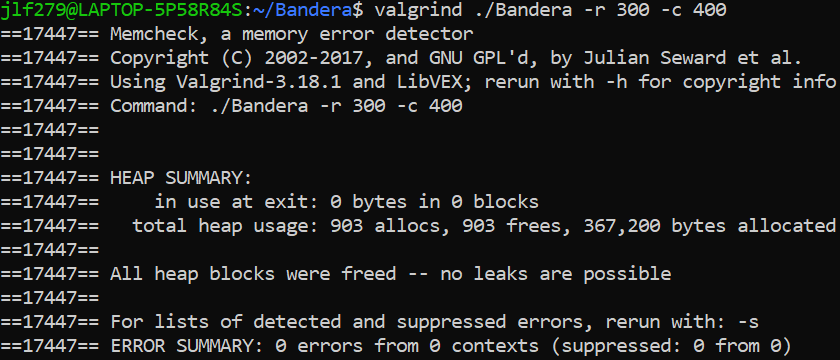 jlf279@LAPTOP-5P58R84S:~/Bandera$ valgrind ./Bandera -r 300 -c 400
==17447== Memcheck, a memory error detector
==17447== Copyright (C) 2002-2017, and GNU GPL'd, by Julian Seward et al.
==17447== Using Valgrind-3.18.1 and LibVEX; rerun with -h for copyright info
==17447== Command: ./Bandera -r 300 -c 400
==17447==
==17447==
==17447== HEAP SUMMARY:
==17447==     in use at exit: 0 bytes in 0 blocks
==17447==   total heap usage: 903 allocs, 903 frees, 367,200 bytes allocated
==17447==
==17447== All heap blocks were freed -- no leaks are possible
==17447==
==17447== For lists of detected and suppressed errors, rerun with: -s
==17447== ERROR SUMMARY: 0 errors from 0 contexts (suppressed: 0 from 0)